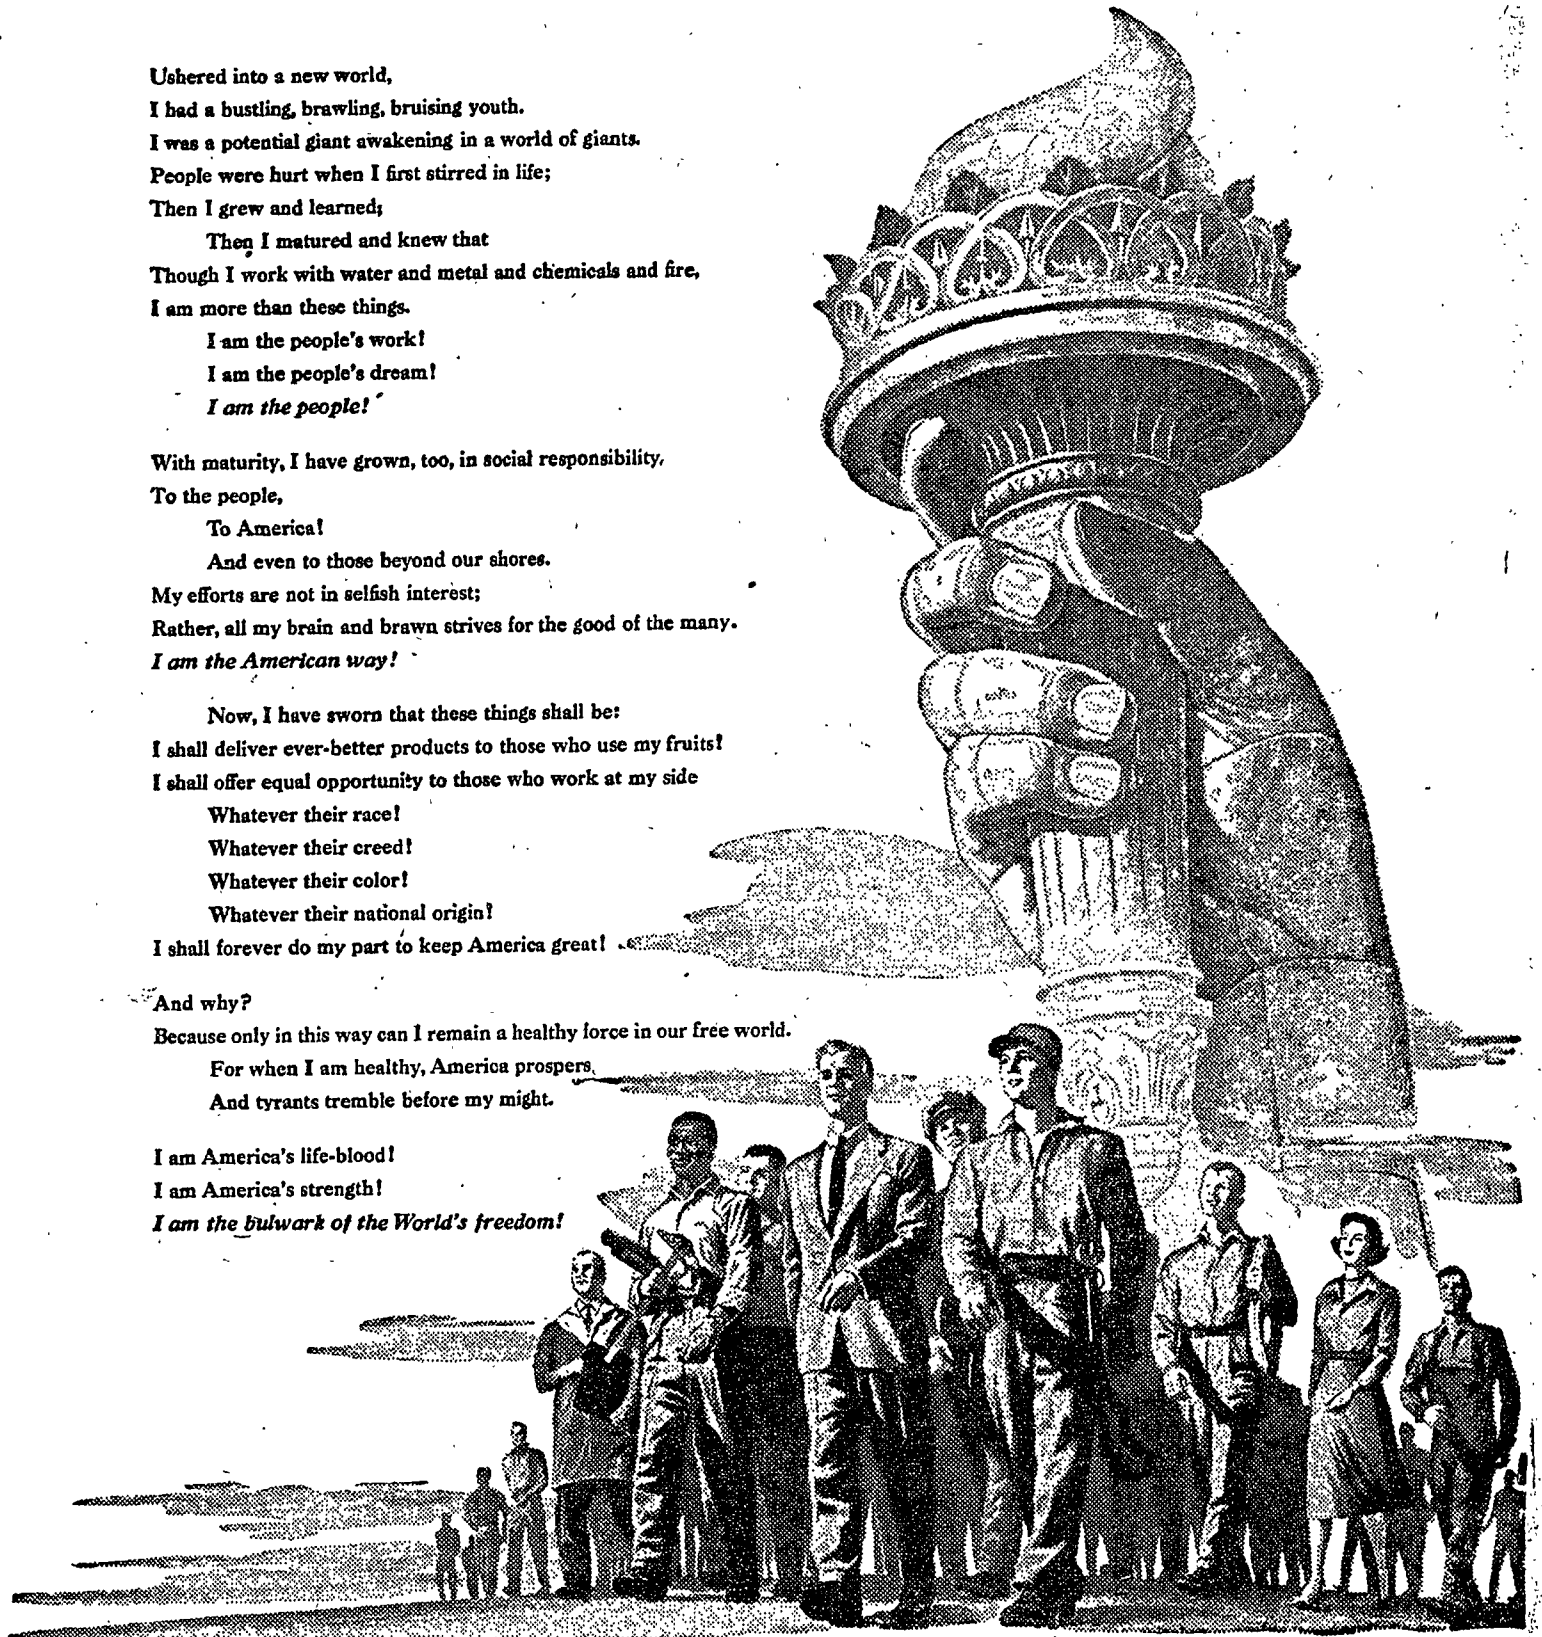 Ushered into a new world,
I had a bustling, brawling, bruising youth.
I was a potential giant awakening in a world of giants.
People were hurt when I first stirred in life;
Then I grew and learned;
Then I matured and knew that
Though I work with water and metal and chemicals and fire,
I am more than these things.
I am the people's work!
I am the people's dream!
I am the people!
With maturity, I have grown, too, in social responsibility,
To the people,
To America!
And even to those beyond our shores.
My efforts are not in selfish interest;
Rather, all my brain and brawn strives for the good of the many.
I am the American way!
Now, I have sworn that these things shall be:
I shall deliver ever-better products to those who use my fruits!
I shall offer equal opportunity to those who work at my side
Whatever their race!
Whatever their creed!
Whatever their color!
Whatever their national origin!
I shall forever do my part to keep America great!
And why?
Because only in this way can I remain a healthy force in our free world.
For when I am healthy, America prospers,
And tyrants tremble before my might.
I am America's life-blood!
I am America's strength!
I am the bulwark of the World's freedom!